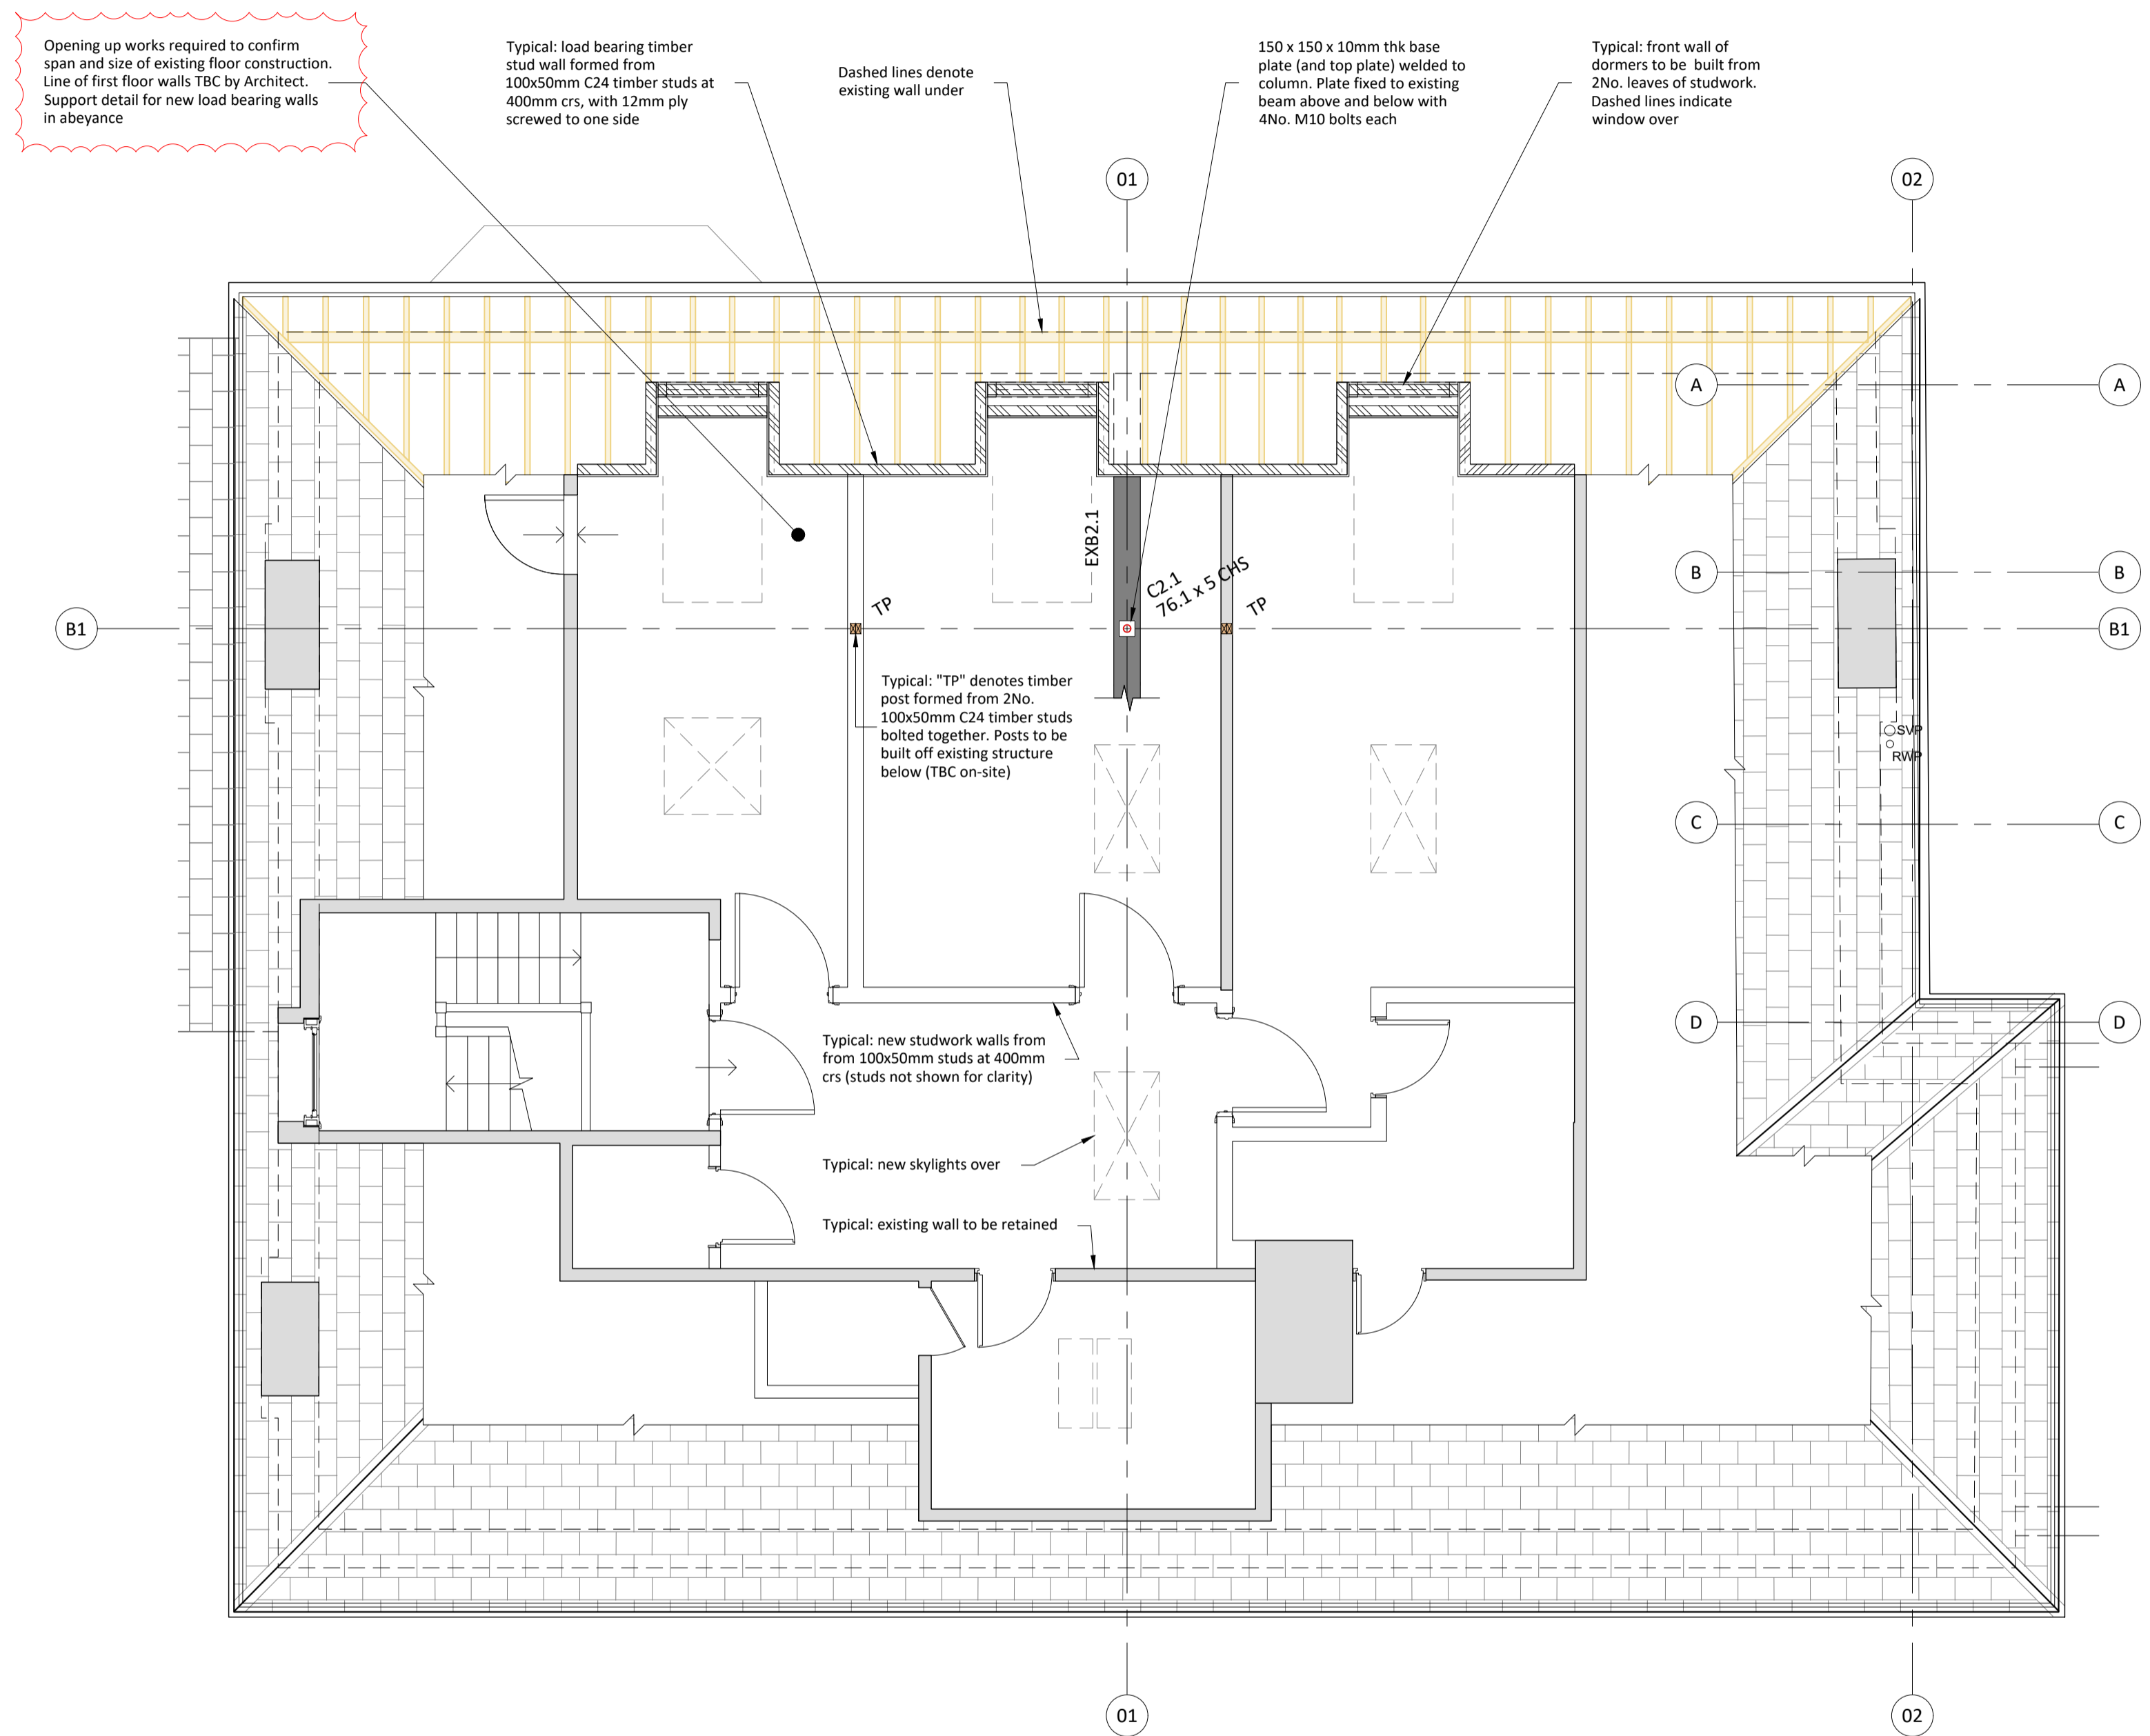 Opening up works required to confirm
span and size of existing floor construction.
Line of first floor walls TBC by Architect.
Support detail for new load bearing walls
in abeyance
Typical: load bearing timber
stud wall formed from
100x50mm C24 timber studs at
400mm crs, with 12mm ply
screwed to one side
Dashed lines denote
existing wall under
150 x 150 x 10mm thk base
plate (and top plate) welded to
column. Plate fixed to existing
beam above and below with
4No. M10 bolts each
Typical: front wall of
dormers to be built from
2No. leaves of studwork.
Dashed lines indicate
window over
01
02
A
A
EXB2.1
B
B
C2.1
76.1 x 5 CHS
TP
TP
B1
B1
Typical: "TP" denotes timber
post formed from 2No.
100x50mm C24 timber studs
bolted together. Posts to be
built off existing structure
below (TBC on-site)
SVP
RWP
C
C
D
D
Typical: new studwork walls from
from 100x50mm studs at 400mm
crs (studs not shown for clarity)
Typical: new skylights over
Typical: existing wall to be retained
01
02